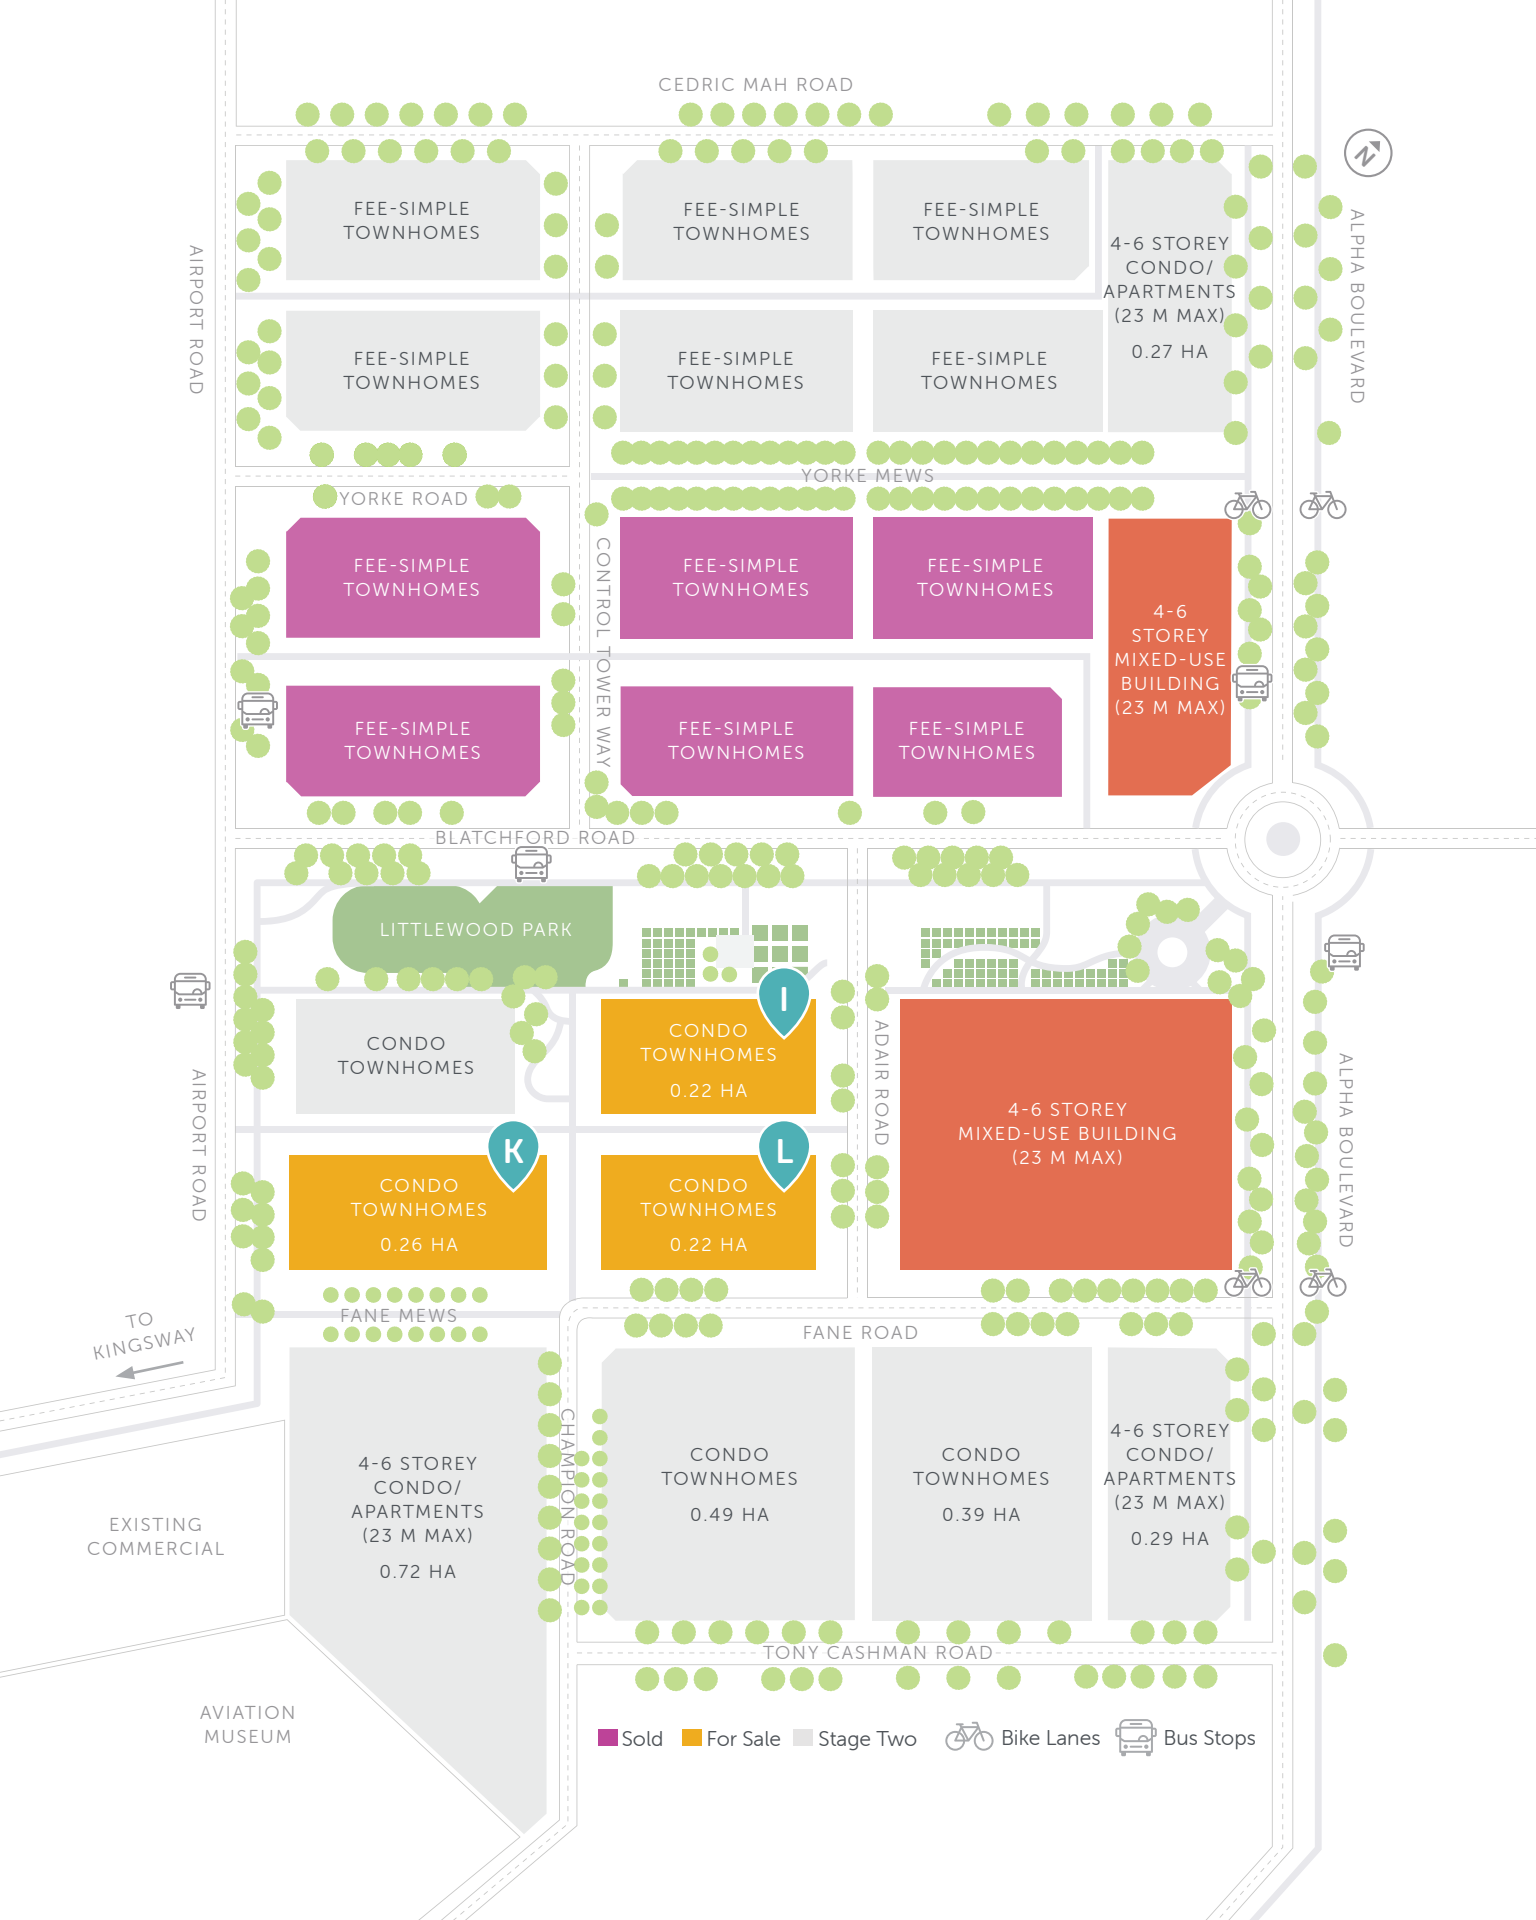 CEDRIC MAH ROAD
N
FEE-SIMPLE
TOWNHOMES
FEE-SIMPLE
TOWNHOMES
FEE-SIMPLE
TOWNHOMES
4-6 STOREY
CONDO/
APARTMENTS
(23 M MAX)
0.27 HA
AIRPORT ROAD
ALPHA BOULEVARD
FEE-SIMPLE
TOWNHOMES
FEE-SIMPLE
TOWNHOMES
FEE-SIMPLE
TOWNHOMES
YORKE MEWS
YORKE ROAD
FEE-SIMPLE
TOWNHOMES
CONTROL TOWER WAY
FEE-SIMPLE
TOWNHOMES
FEE-SIMPLE
TOWNHOMES
4-6
STOREY
MIXED-USE
BUILDING
(23 M MAX)
FEE-SIMPLE
TOWNHOMES
FEE-SIMPLE
TOWNHOMES
FEE-SIMPLE
TOWNHOMES
BLATCHFORD ROAD
LITTLEWOOD PARK
I
CONDO
TOWNHOMES
CONDO
TOWNHOMES
0.22 HA
ADAIR ROAD
AIRPORT ROAD
ALPHA BOULEVARD
4-6 STOREY
MIXED-USE BUILDING
(23 M MAX)
K
L
CONDO
TOWNHOMES
0.26 HA
CONDO
TOWNHOMES
0.22 HA
FANE MEWS
TO
KINGSWAY
FANE ROAD
CHAMPION ROAD
4-6 STOREY
CONDO/
APARTMENTS
(23 M MAX)
0.72 HA
CONDO
TOWNHOMES
0.49 HA
CONDO
TOWNHOMES
0.39 HA
4-6 STOREY
CONDO/
APARTMENTS
(23 M MAX)
0.29 HA
EXISTING
COMMERCIAL
TONY CASHMAN ROAD
AVIATION
MUSEUM
Sold
For Sale
Stage Two
Bike Lanes
Bus Stops